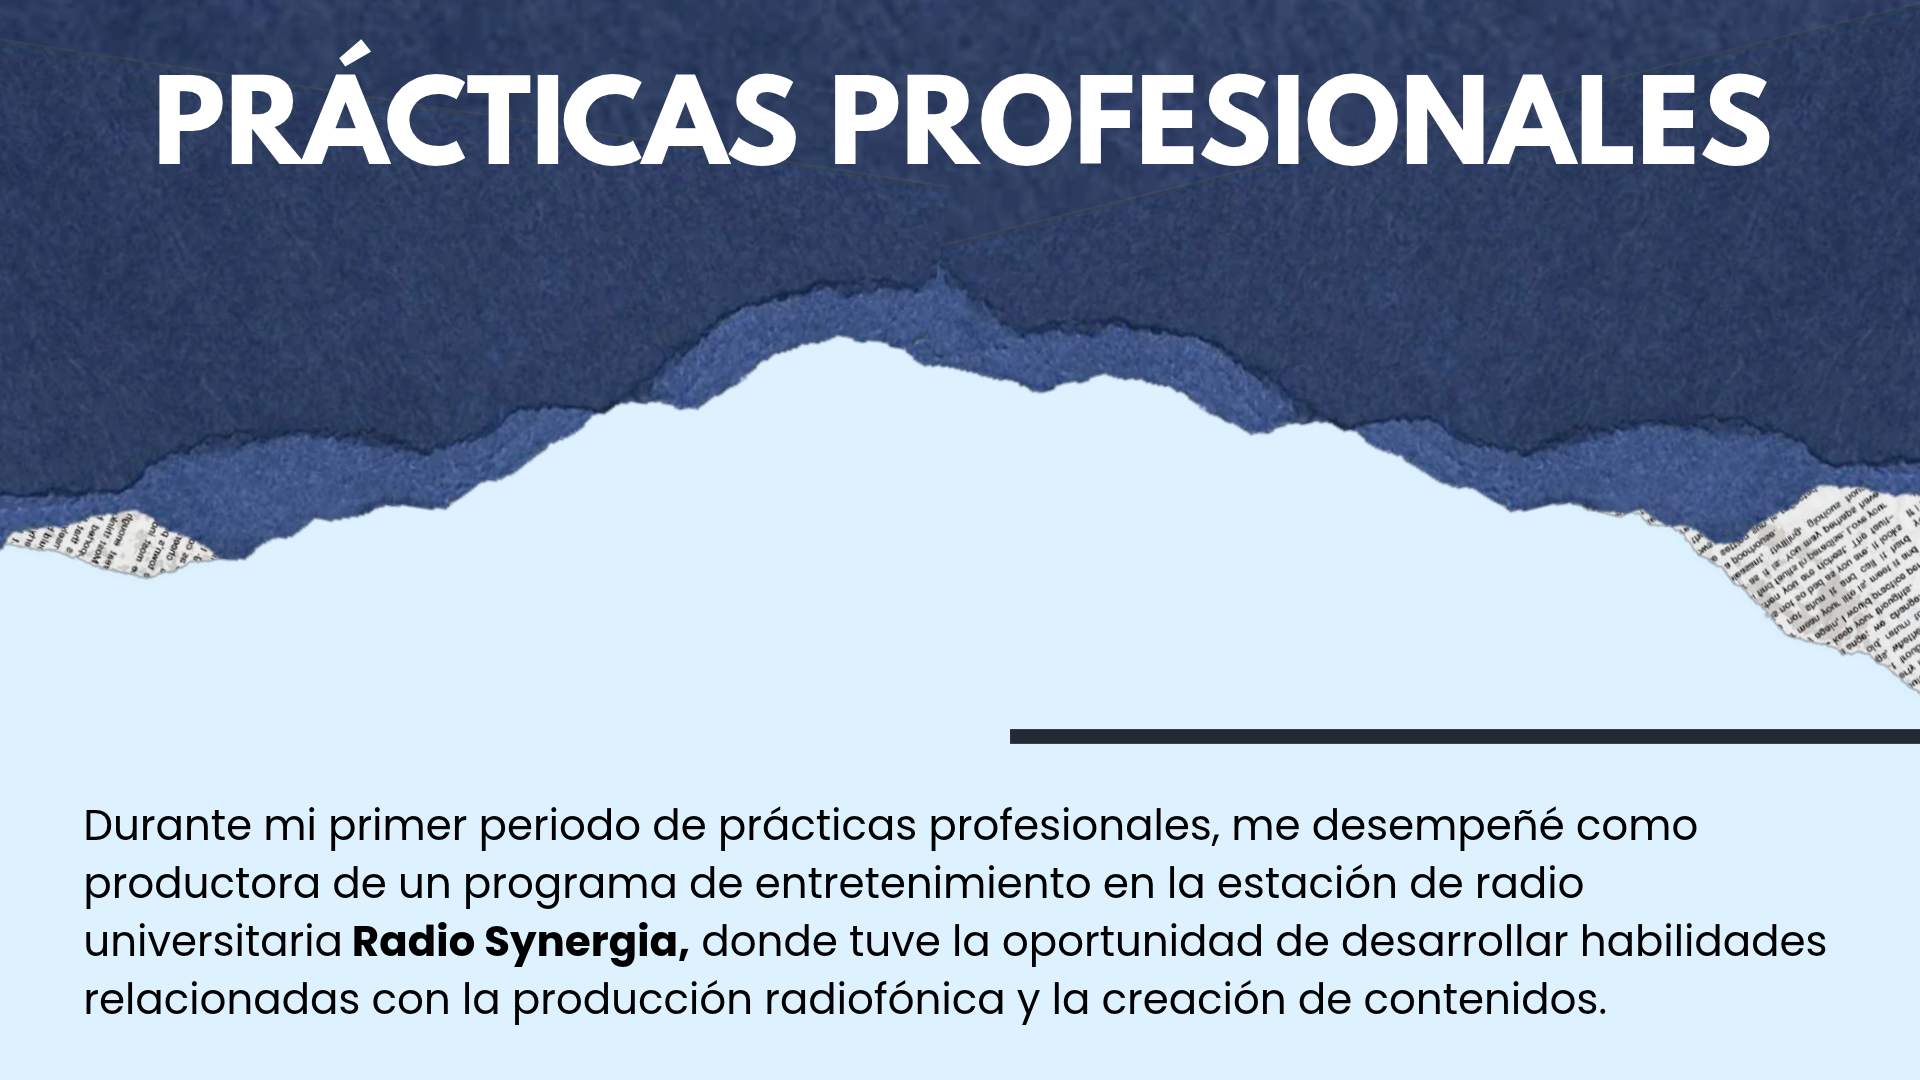 PRÁCTICAS PROFESIONALES
Durante mi primer periodo de prácticas profesionales, me desempeñé como
productora de un programa de entretenimiento en la estación de radio
universitaria Radio Synergia, donde tuve la oportunidad de desarrollar habilidades
relacionadas con la producción radiofónica y la creación de contenidos.